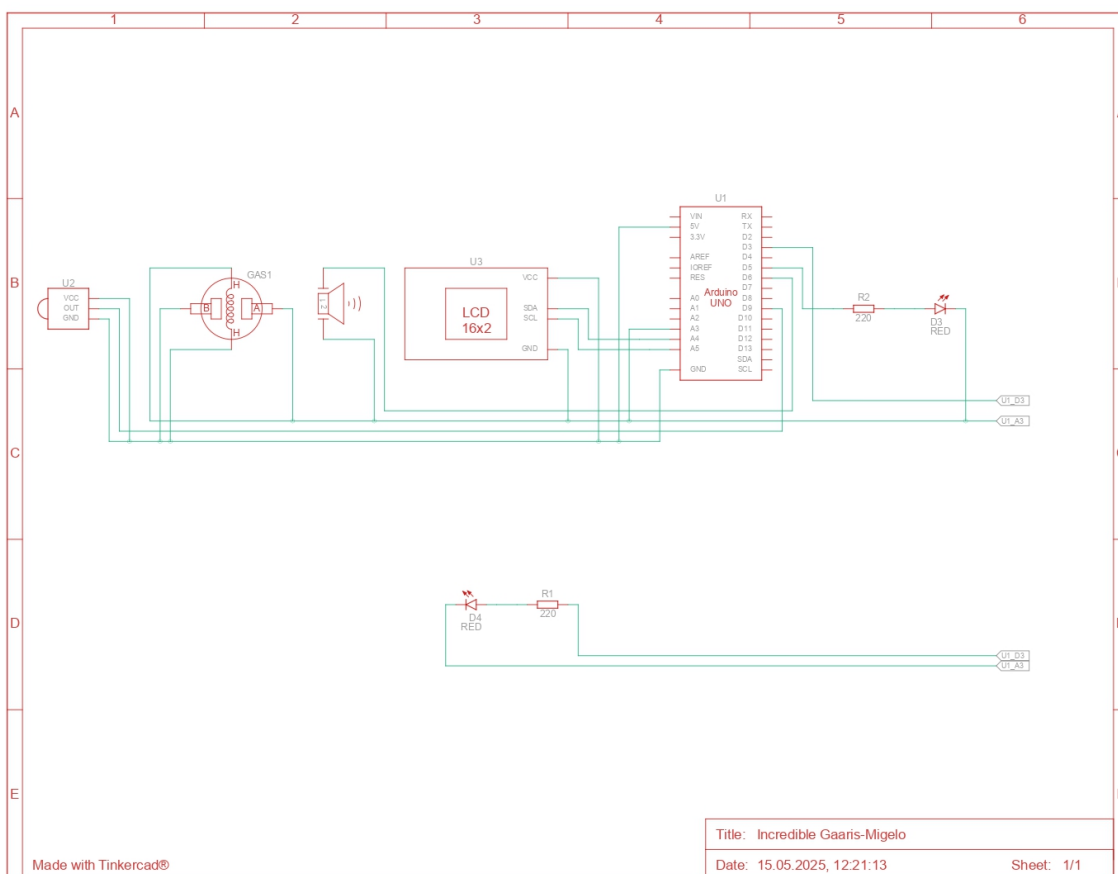 1 2 3 4 5 6
A
B
C
D
E
U2
VCC
OUT
GND
GAS1
H
B
A
H
L2
U3
LCD
16x2
VCC
SDA
SCL
GND
U1
Arduino
UNO
VIN
5V
3.3V
AREF
IOREF
RES
A0
A1
A2
A3
A4
A5
GND
RX
TX
D2
D3
D4
D5
D6
D7
D8
D9
D10
D11
D12
D13
SDA
SCL
R2
220
D3
RED
U1_D3
U1_A3
D4
RED
R1
220
U1_D3
U1_A3
Title: Incredible Gaaris-Migelo
Made with Tinkercad®
Date: 15.05.2025, 12:21:13 Sheet: 1/1